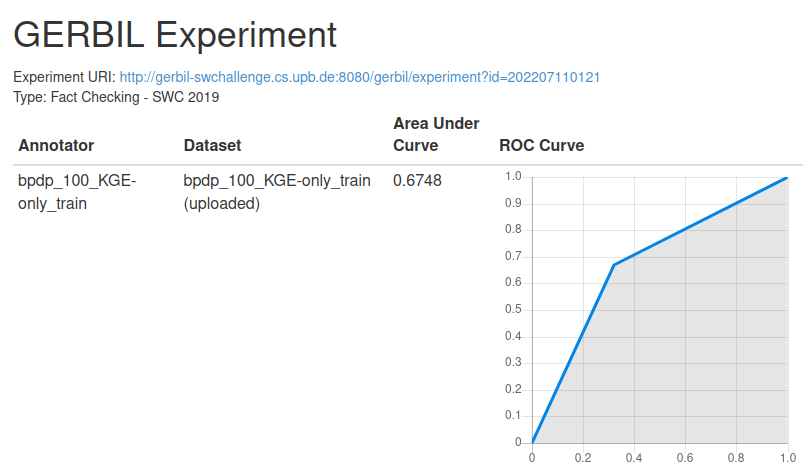 GERBIL Experiment
Experiment URI: http://gerbil-swchallenge.cs.upb.de:8080/gerbil/experiment?id=202207110121
Type: Fact Checking - SWC 2019
Annotator Dataset Area Under Curve ROC Curve
bpdp_100_KGE-only_train bpdp_100_KGE-only_train (uploaded) 0.6748
1.0
0.9
0.8
0.7
0.6
0.5
0.4
0.3
0.2
0.1
0
0 0.2 0.4 0.6 0.8 1.0